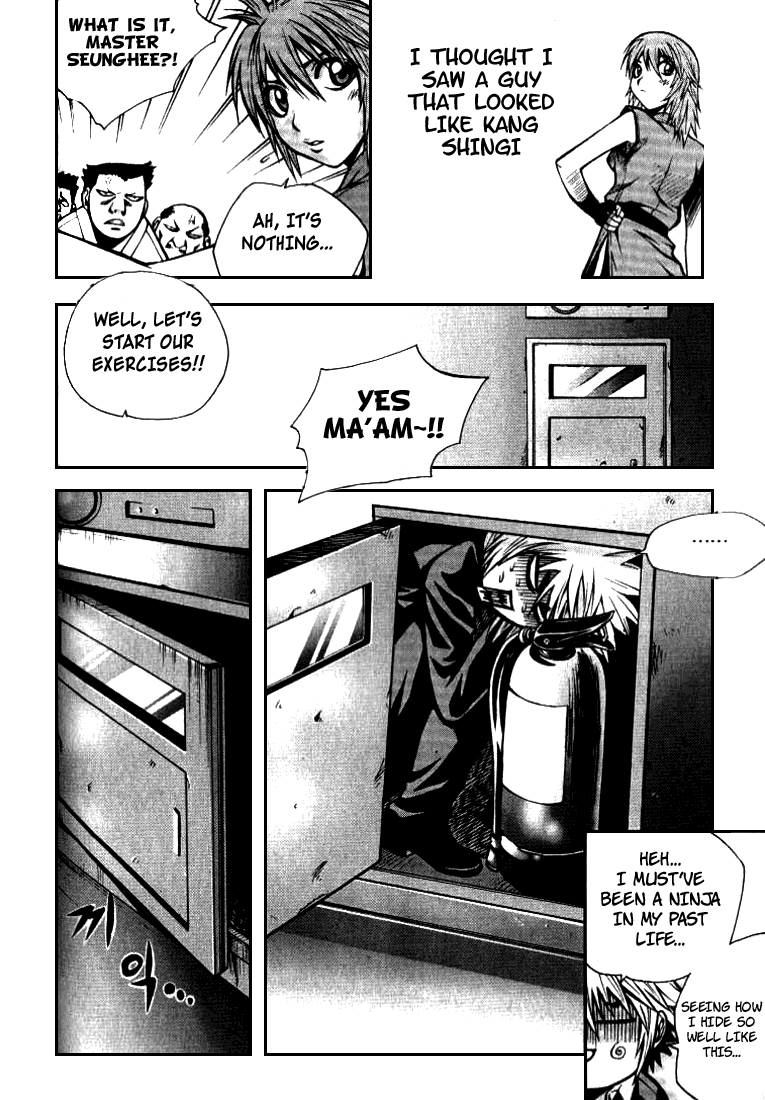 WHAT IS IT,
MASTER
SEUNGHEE?!
AH, IT'S
NOTHING...
I THOUGHT I
SAW A GUY
THAT LOOKED
LIKE KANG
SHINGI
WELL, LET'S
START OUR
EXERCISES!!
YES
MA'AM~!!
끼
익...
......
HEH...
I MUST'VE
BEEN A NINJA
IN MY PAST
LIFE...
SEEING HOW
I HIDE SO
WELL LIKE
THIS...